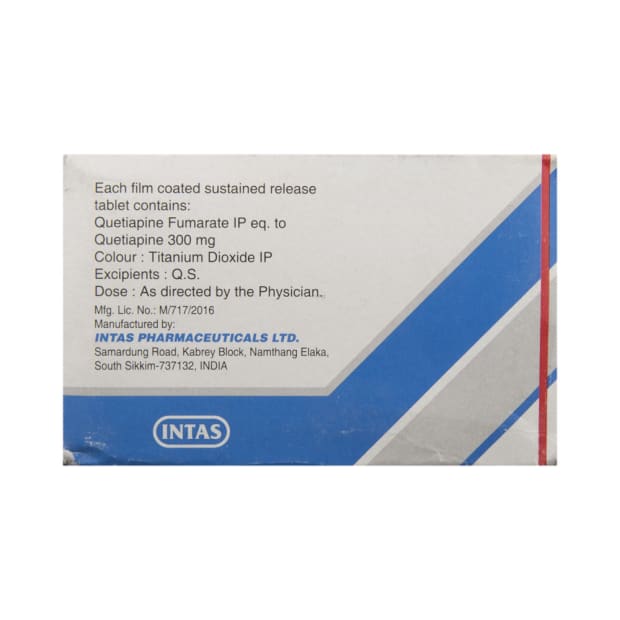 Each film coated sustained release
tablet contains:
Quetiapine Fumarate IP eq. to
Quetiapine 300 mg
Colour : Titanium Dioxide IP
Excipients : Q.S.
Dose : As directed by the Physician.
Mfg. Lic. No.: M/717/2016
Manufactured by:
INTAS PHARMACEUTICALS LTD.
Samardung Road, Kabrey Block, Namthang Elaka,
South Sikkim-737132, INDIA
INTAS